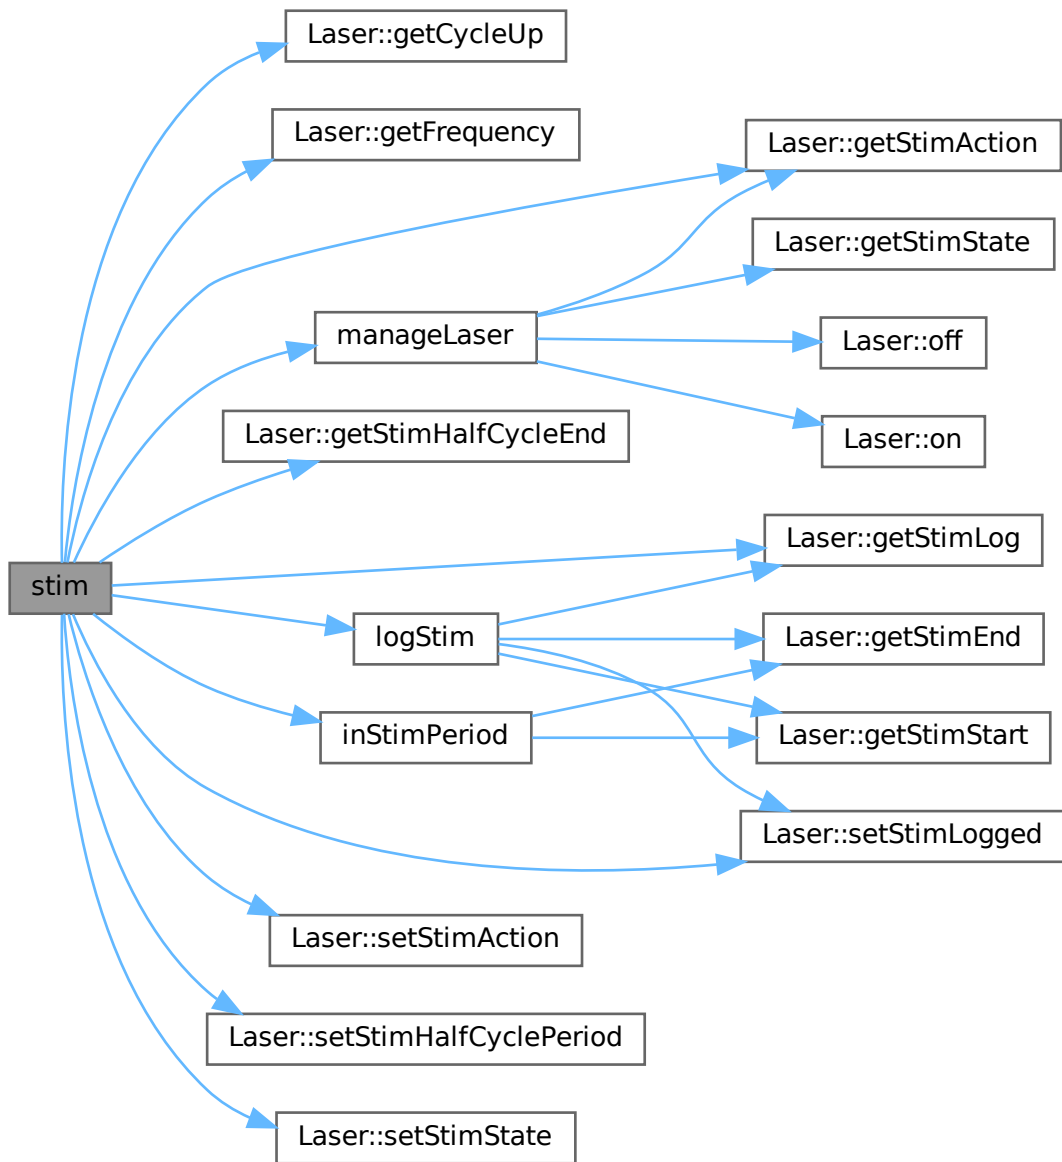 Laser::getCycleUp
Laser::getFrequency
Laser::getStimAction
Laser::getStimState
manageLaser
Laser::off
Laser::getStimHalfCycleEnd
Laser::on
Laser::getStimLog
stim
logStim
Laser::getStimEnd
inStimPeriod
Laser::getStimStart
Laser::setStimLogged
Laser::setStimAction
Laser::setStimHalfCyclePeriod
Laser::setStimState